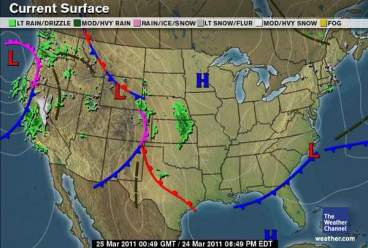 Current Surface
LT RAIN/DRIZZLE MOD/HVY RAIN RAIN/ICE/SNOW LT SNOW/FLUR MOD/HVY SNOW FOG
L
L
H
L
H
The
Weather
Channel
weather.com
25 Mar 2011 00:49 GMT / 24 Mar 2011 08:49 PM EDT